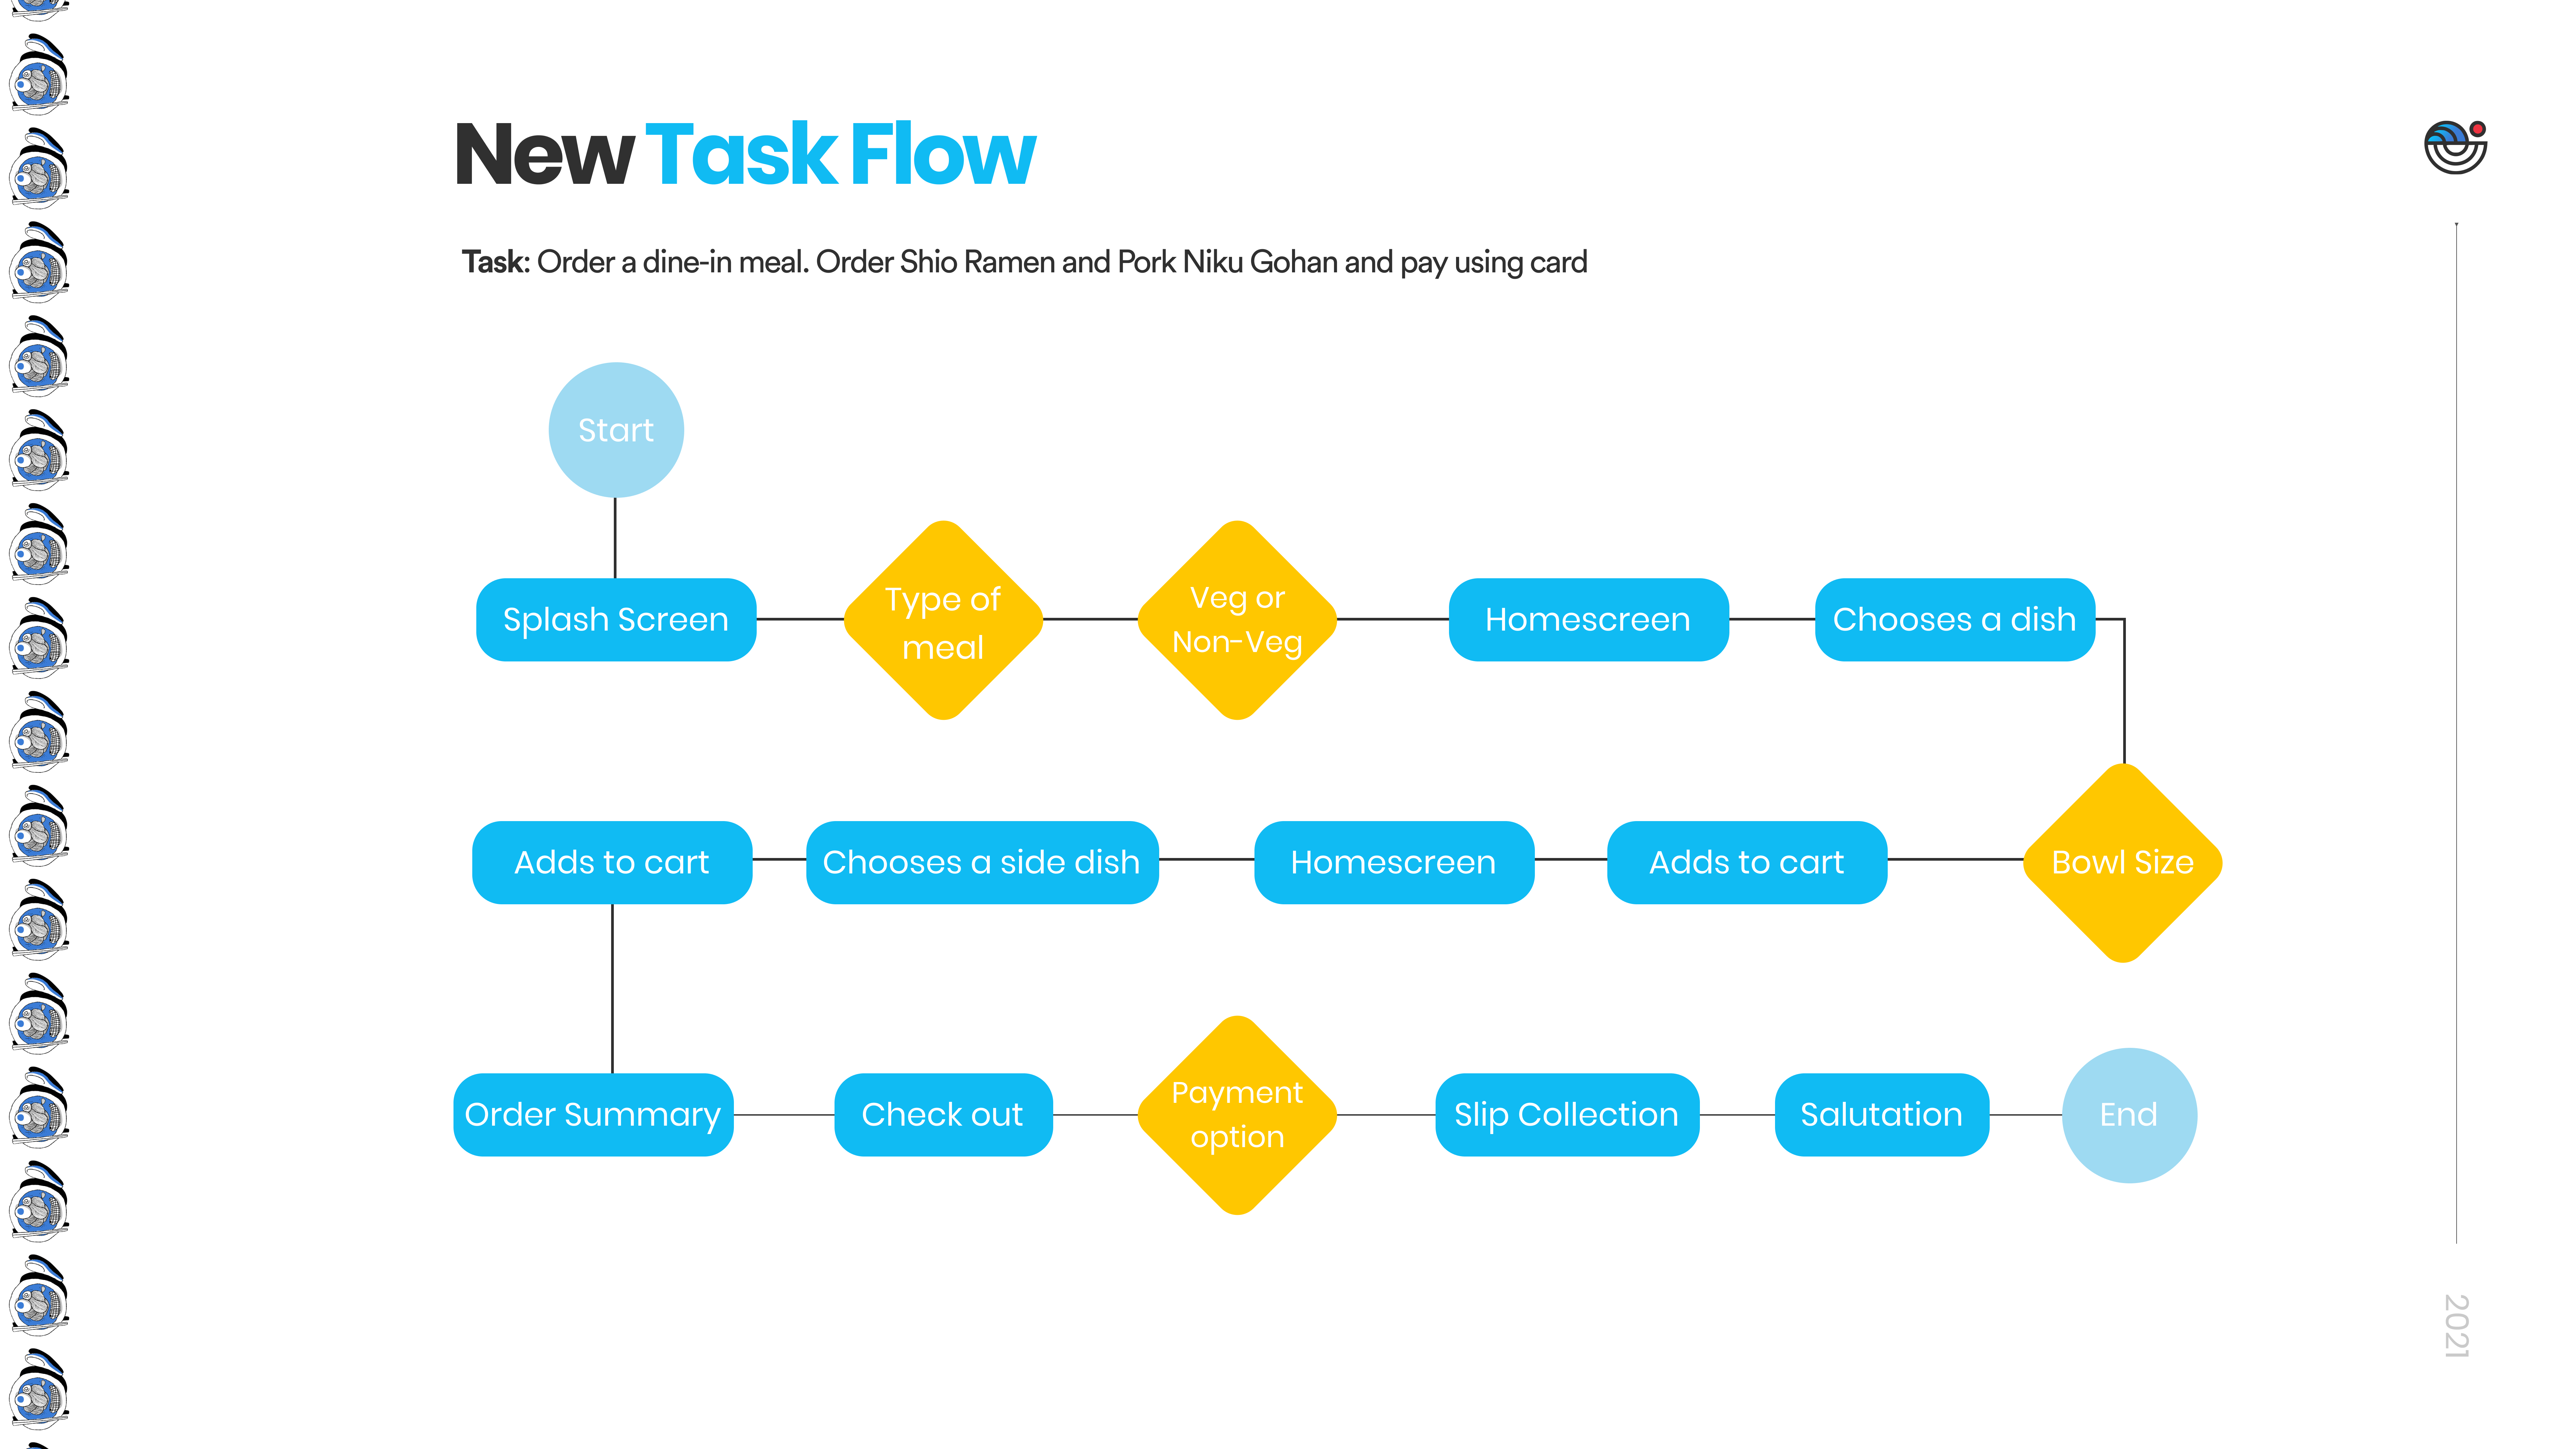 New Task Flow
Task: Order a dine-in meal. Order Shio Ramen and Pork Niku Gohan and pay using card
Start
Splash Screen
Type of
meal
Veg or
Non-Veg
Homescreen
Chooses a dish
Bowl Size
Adds to cart
Homescreen
Chooses a side dish
Adds to cart
Order Summary
Check out
Payment
option
Slip Collection
Salutation
End
2021